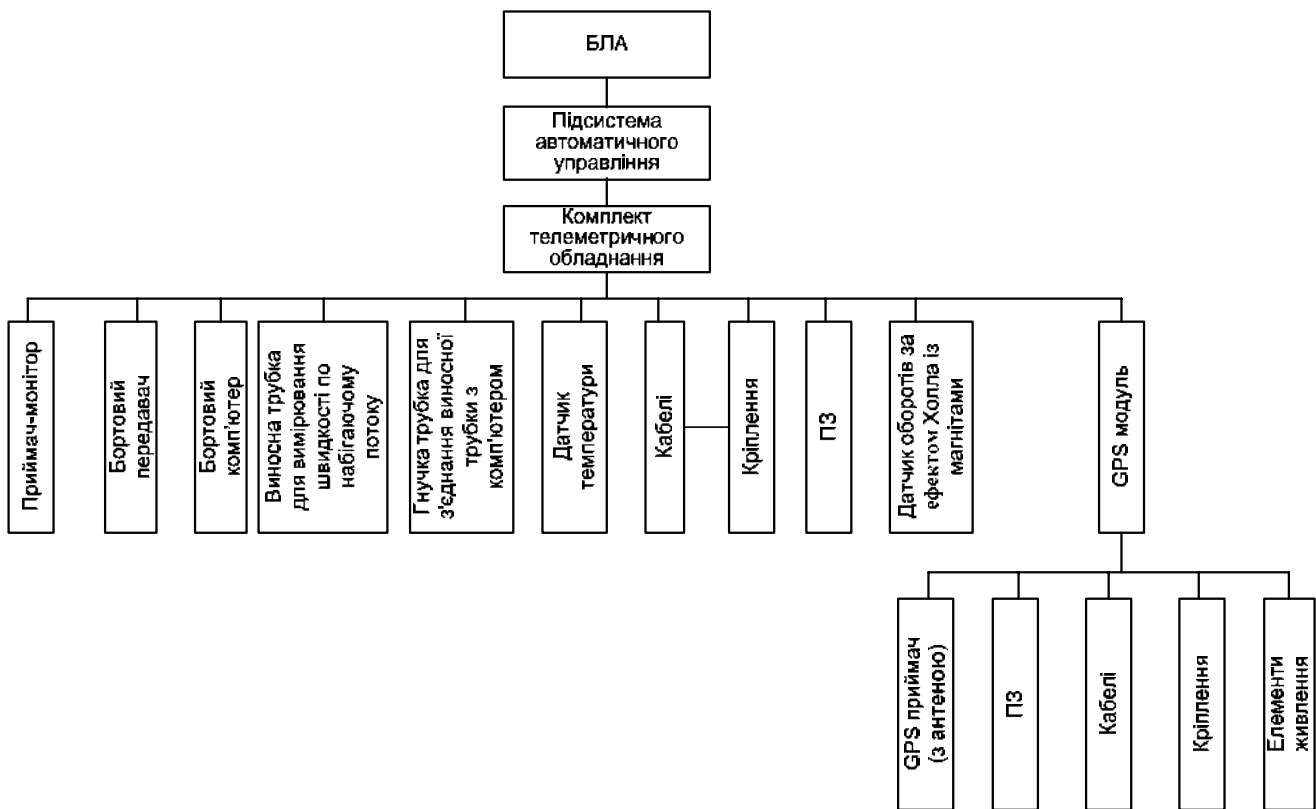 БЛА
Підсистема
автоматичного
управління
Комплект
телеметричного
обладнання
Приймач-монітор
Бортовий
передавач
Бортовий
комп'ютер
Виносна трубка
для вимірювання
швидкості по
набігаючому
потоку
Гнучка трубка для
з'єднання виносної
трубки з
комп'ютером
Датчик
температури
Кабелі
Кріплення
ПЗ
Датчик оборотів за
ефектом Холла із
магнітами
GPS модуль
GPS приймач
(з антеною)
ПЗ
Кабелі
Кріплення
Елементи
живлення